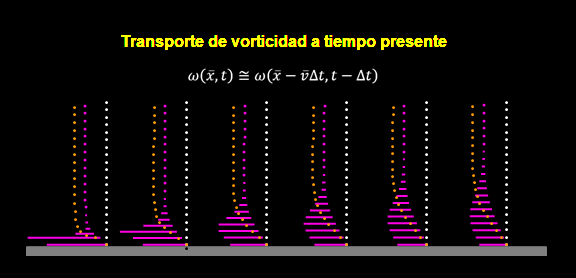 Transporte de vorticidad a tiempo presente
ω(x̄, t) ≅ ω(x̄ − v̄Δt, t − Δt)